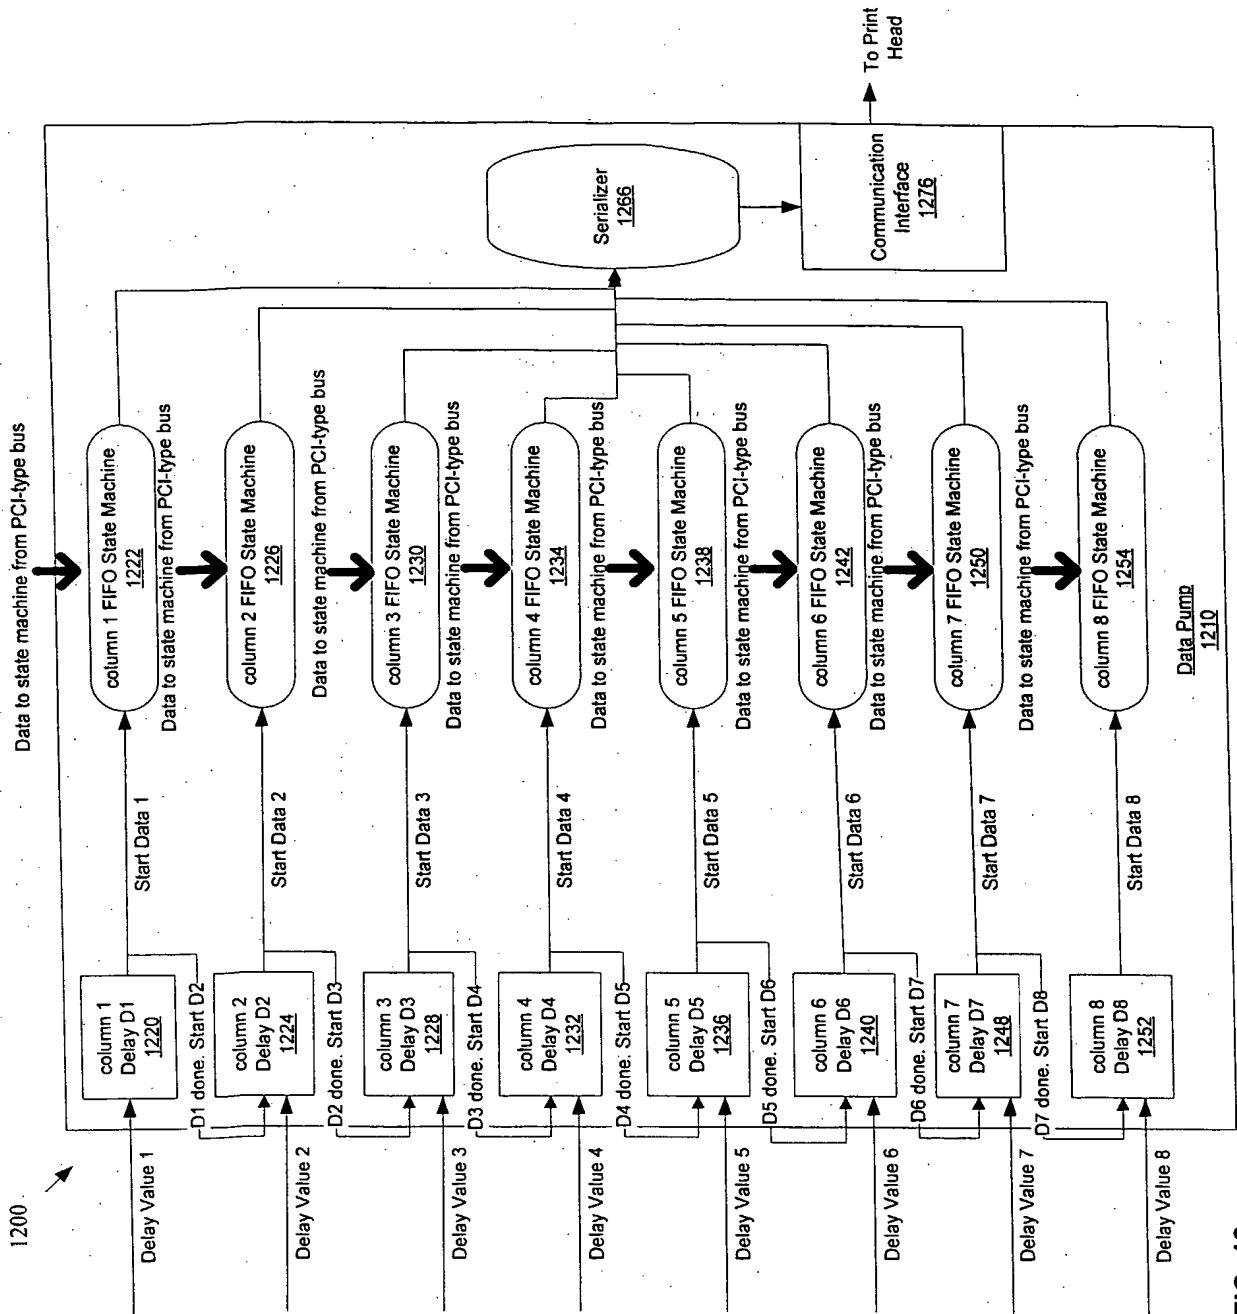 1200
Data to state machine from PCI-type bus
Delay Value 1
column 1
Delay D1
1220
Start Data 1
column 1 FIFO State Machine
1222
D1 done. Start D2
Data to state machine from PCI-type bus
Delay Value 2
column 2
Delay D2
1224
Start Data 2
column 2 FIFO State Machine
1226
D2 done. Start D3
Data to state machine from PCI-type bus
Delay Value 3
column 3
Delay D3
1228
Start Data 3
column 3 FIFO State Machine
1230
D3 done. Start D4
Data to state machine from PCI-type bus
Delay Value 4
column 4
Delay D4
1232
Start Data 4
column 4 FIFO State Machine
1234
D4 done. Start D5
Data to state machine from PCI-type bus
Delay Value 5
column 5
Delay D5
1236
Start Data 5
column 5 FIFO State Machine
1238
D5 done. Start D6
Data to state machine from PCI-type bus
Delay Value 6
column 6
Delay D6
1240
Start Data 6
column 6 FIFO State Machine
1242
D6 done. Start D7
Data to state machine from PCI-type bus
Delay Value 7
column 7
Delay D7
1248
Start Data 7
column 7 FIFO State Machine
1250
D7 done. Start D8
Data to state machine from PCI-type bus
Delay Value 8
column 8
Delay D8
1252
Start Data 8
column 8 FIFO State Machine
1254
Serializer
1266
Communication
Interface
1276
To Print
Head
Data Pump
1210